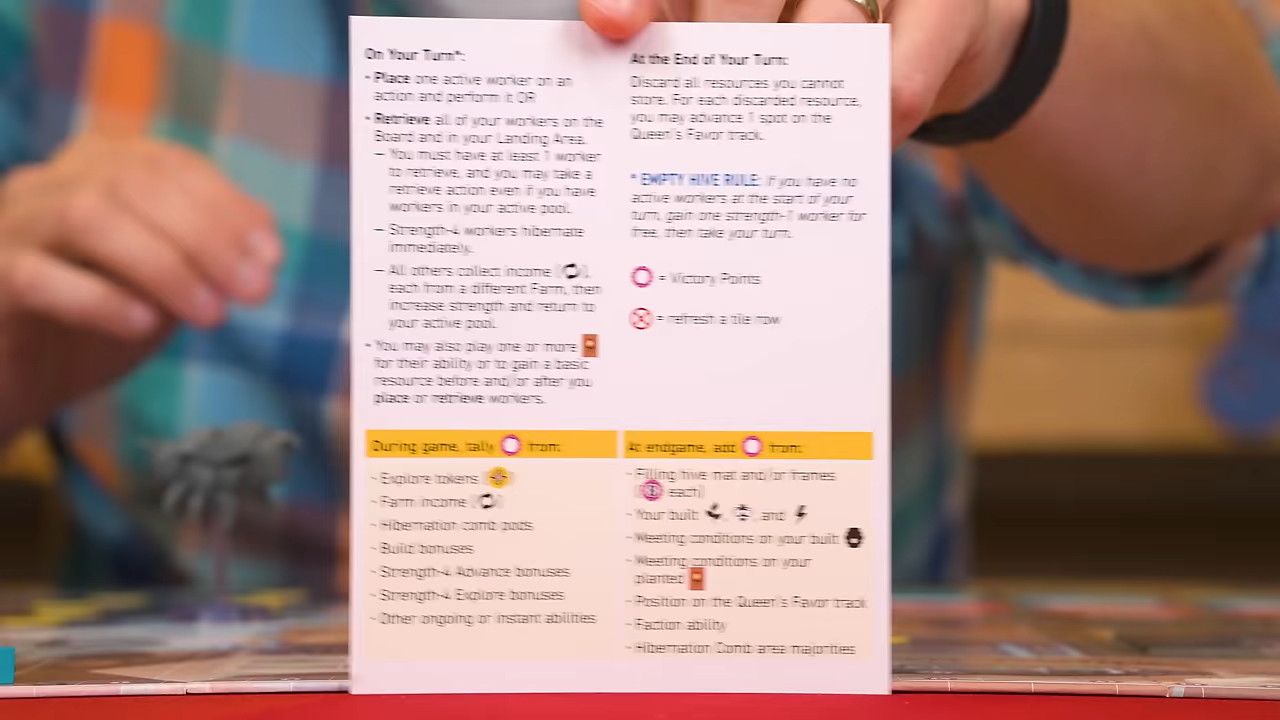 On Your Turn*:
- Place one active worker on an
action and perform it OR
- Retrieve all of your workers on the
Board and in your Landing Area.
— You must have at least 1 worker
to retrieve, and you may take a
retrieve action even if you have
workers in your active pool.
— Strength-4 workers hibernate
immediately.
— All others collect income ( ),
each from a different Farm, then
increase strength and return to
your active pool.
- You may also play one or more
for their ability or to gain a basic
resource before and/or after you
place or retrieve workers.
At the End of Your Turn:
Discard all resources you cannot
store. For each discarded resource,
you may advance 1 spot on the
Queen's Favor track.
* EMPTY HIVE RULE: If you have no
active workers at the start of your
turn, gain one strength-1 worker for
free, then take your turn.
= Victory Points
= refresh a tile row
During game, tally from:
- Explore tokens ( )
- Farm income ( )
- Hibernation comb pods
- Build bonuses
- Strength-4 Advance bonuses
- Strength-4 Explore bonuses
- Other ongoing or instant abilities
At endgame, add from:
- Filling hive mat and/or frames
( each)
- Your built , , and
- Meeting conditions on your built
- Meeting conditions on your
planted
- Position on the Queen's Favor track
- Faction ability
- Hibernation Comb area majorities